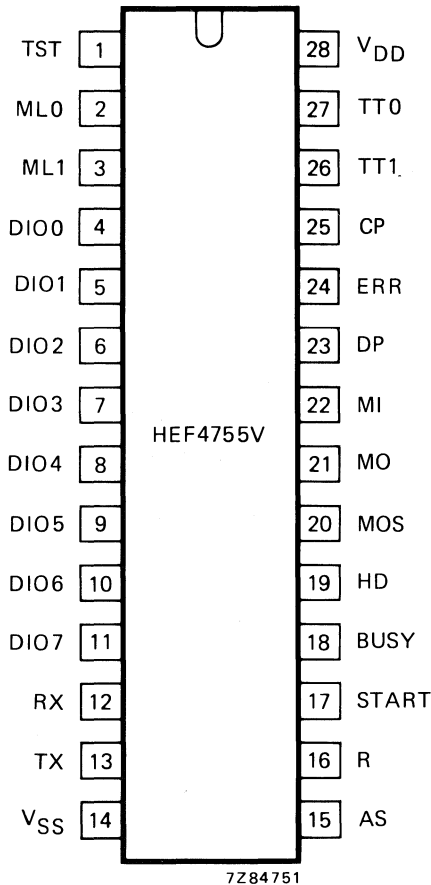 TST 1 28 VDD
ML0 2 27 TT0
ML1 3 26 TT1
DIO0 4 25 CP
DIO1 5 24 ERR
DIO2 6 23 DP
DIO3 7 22 MI
HEF4755V
DIO4 8 21 MO
DIO5 9 20 MOS
DIO6 10 19 HD
DIO7 11 18 BUSY
RX 12 17 START
TX 13 16 R
VSS 14 15 AS
7Z84751